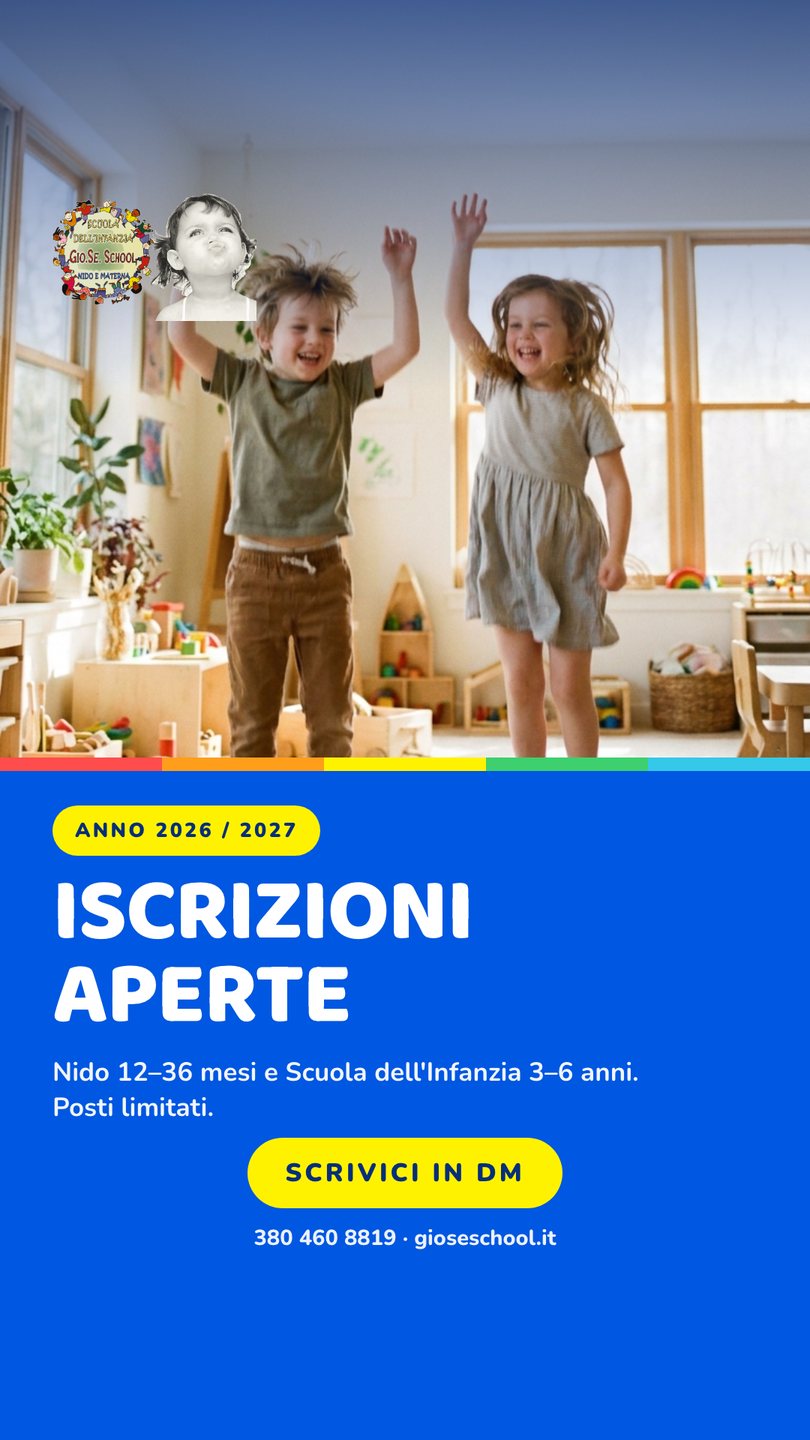 SCUOLA
DELL'INFANZIA
GIO.SE. SCHOOL
NIDO E MATERNA
ANNO 2026 / 2027
ISCRIZIONI
APERTE
Nido 12–36 mesi e Scuola dell'Infanzia 3–6 anni.
Posti limitati.
SCRIVICI IN DM
380 460 8819 · gioseschool.it